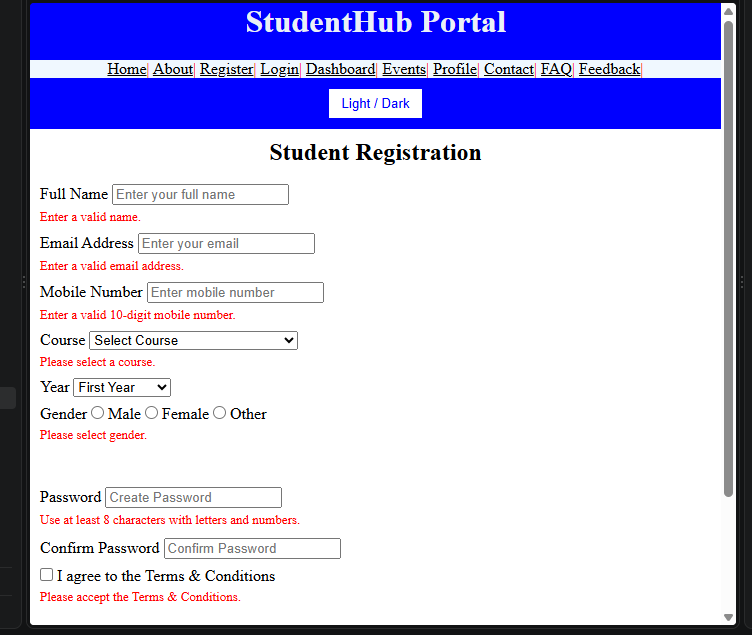 StudentHub Portal
Home| About| Register| Login| Dashboard| Events| Profile| Contact| FAQ| Feedback|
Light / Dark
Student Registration
Full Name Enter your full name
Enter a valid name.
Email Address Enter your email
Enter a valid email address.
Mobile Number Enter mobile number
Enter a valid 10-digit mobile number.
Course Select Course
Please select a course.
Year First Year
Gender Male Female Other
Please select gender.
Password Create Password
Use at least 8 characters with letters and numbers.
Confirm Password Confirm Password
I agree to the Terms & Conditions
Please accept the Terms & Conditions.